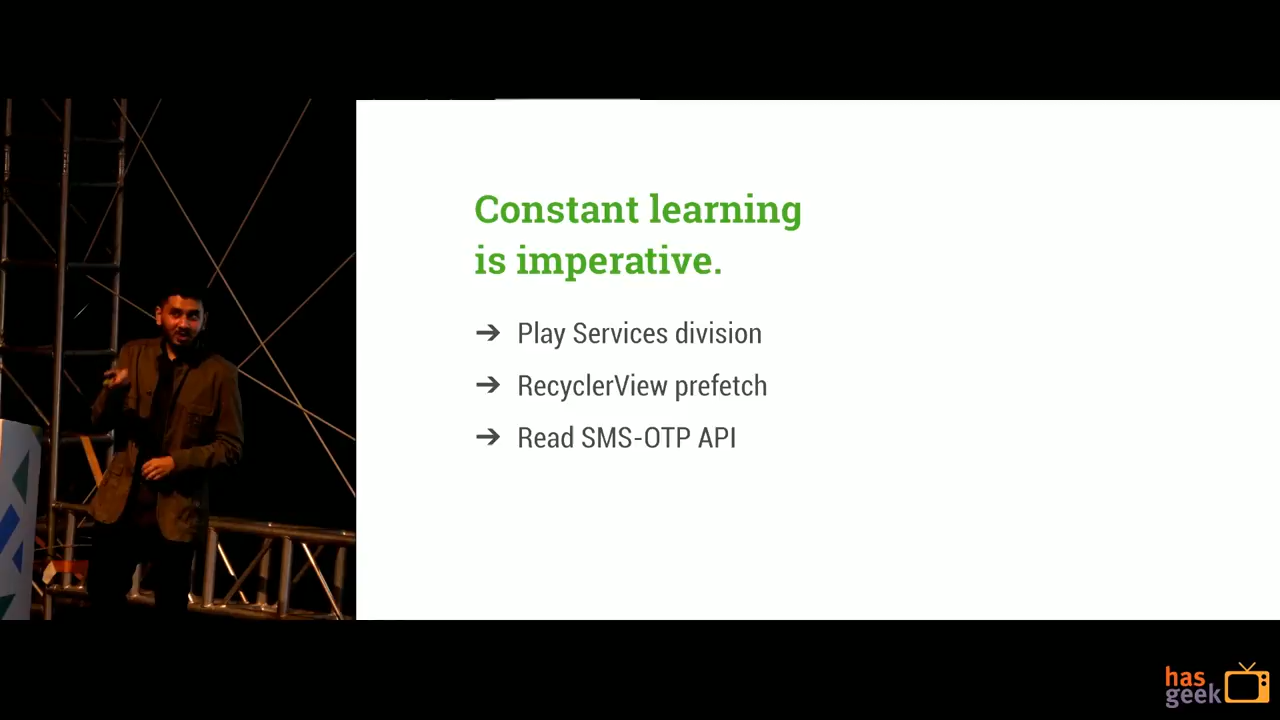 Constant learning
is imperative.
➔ Play Services division
➔ RecyclerView prefetch
➔ Read SMS-OTP API
has
geek